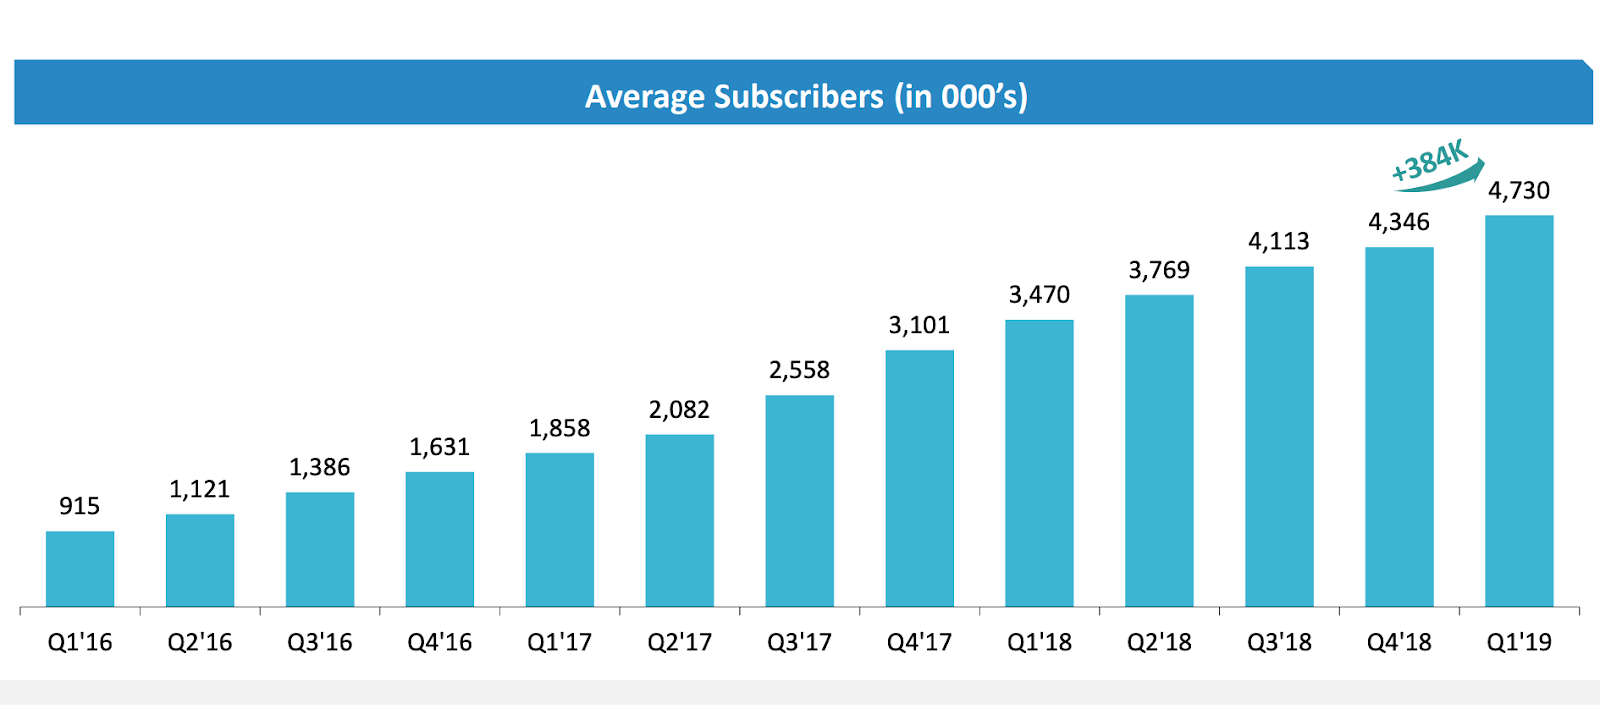 Average Subscribers (in 000’s)
+384K
915
1,121
1,386
1,631
1,858
2,082
2,558
3,101
3,470
3,769
4,113
4,346
4,730
Q1'16
Q2'16
Q3'16
Q4'16
Q1'17
Q2'17
Q3'17
Q4'17
Q1'18
Q2'18
Q3'18
Q4'18
Q1'19